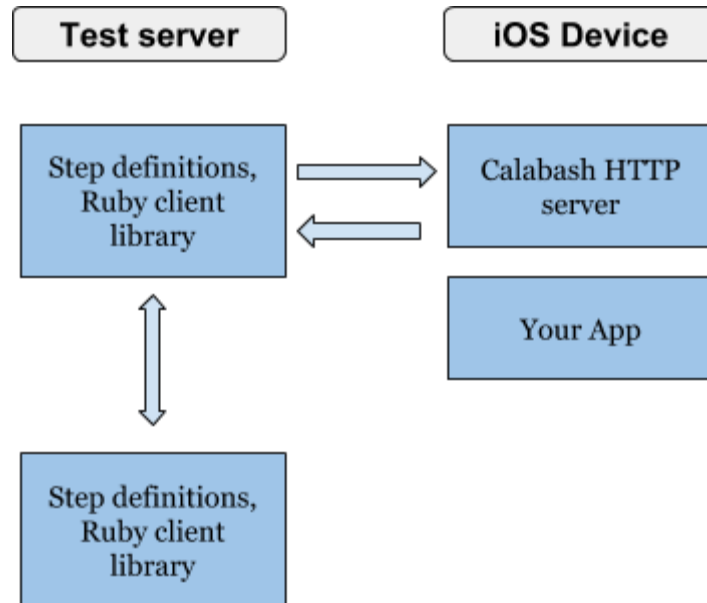 Test server
iOS Device
Step definitions,
Ruby client
library
Calabash HTTP
server
Your App
Step definitions,
Ruby client
library